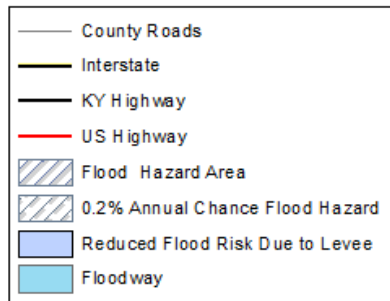 County Roads
Interstate
KY Highway
US Highway
Flood Hazard Area
0.2% Annual Chance Flood Hazard
Reduced Flood Risk Due to Levee
Floodway